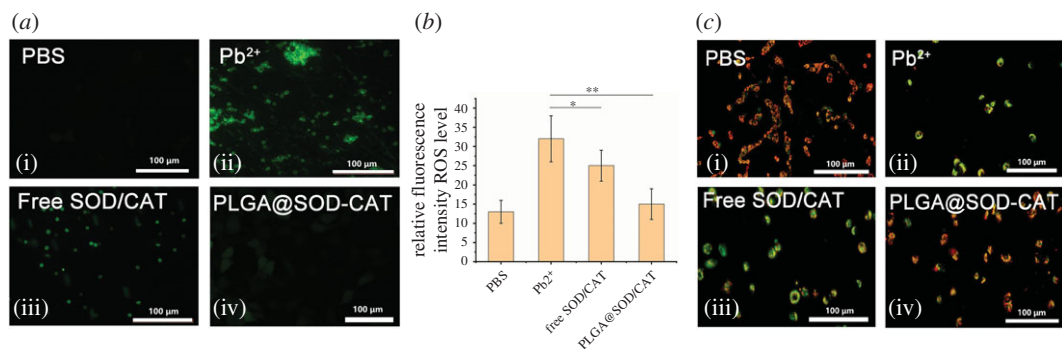 (a)
PBS
(i)
100 μm
Pb²⁺
(ii)
100 μm
Free SOD/CAT
(iii)
100 μm
PLGA@SOD-CAT
(iv)
100 μm
(b)
relative fluorescence
intensity ROS level
40
35
30
25
20
15
10
5
0
**
*
PBS
Pb2⁺
free SOD/CAT
PLGA@SOD/CAT
(c)
PBS
(i)
100 μm
Pb²⁺
(ii)
100 μm
Free SOD/CAT
(iii)
100 μm
PLGA@SOD-CAT
(iv)
100 μm